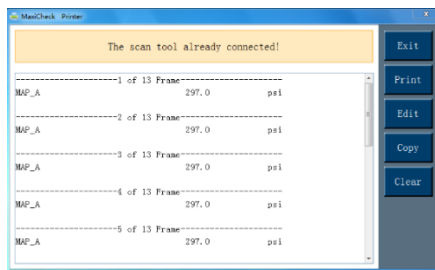 MaxiCheck Printer
The scan tool already connected!
Exit
Print
Edit
Copy
Clear
--------------------1 of 13 Frame--------------------
MAP_A 297.0 psi
--------------------2 of 13 Frame--------------------
MAP_A 297.0 psi
--------------------3 of 13 Frame--------------------
MAP_A 297.0 psi
--------------------4 of 13 Frame--------------------
MAP_A 297.0 psi
--------------------5 of 13 Frame--------------------
MAP_A 297.0 psi